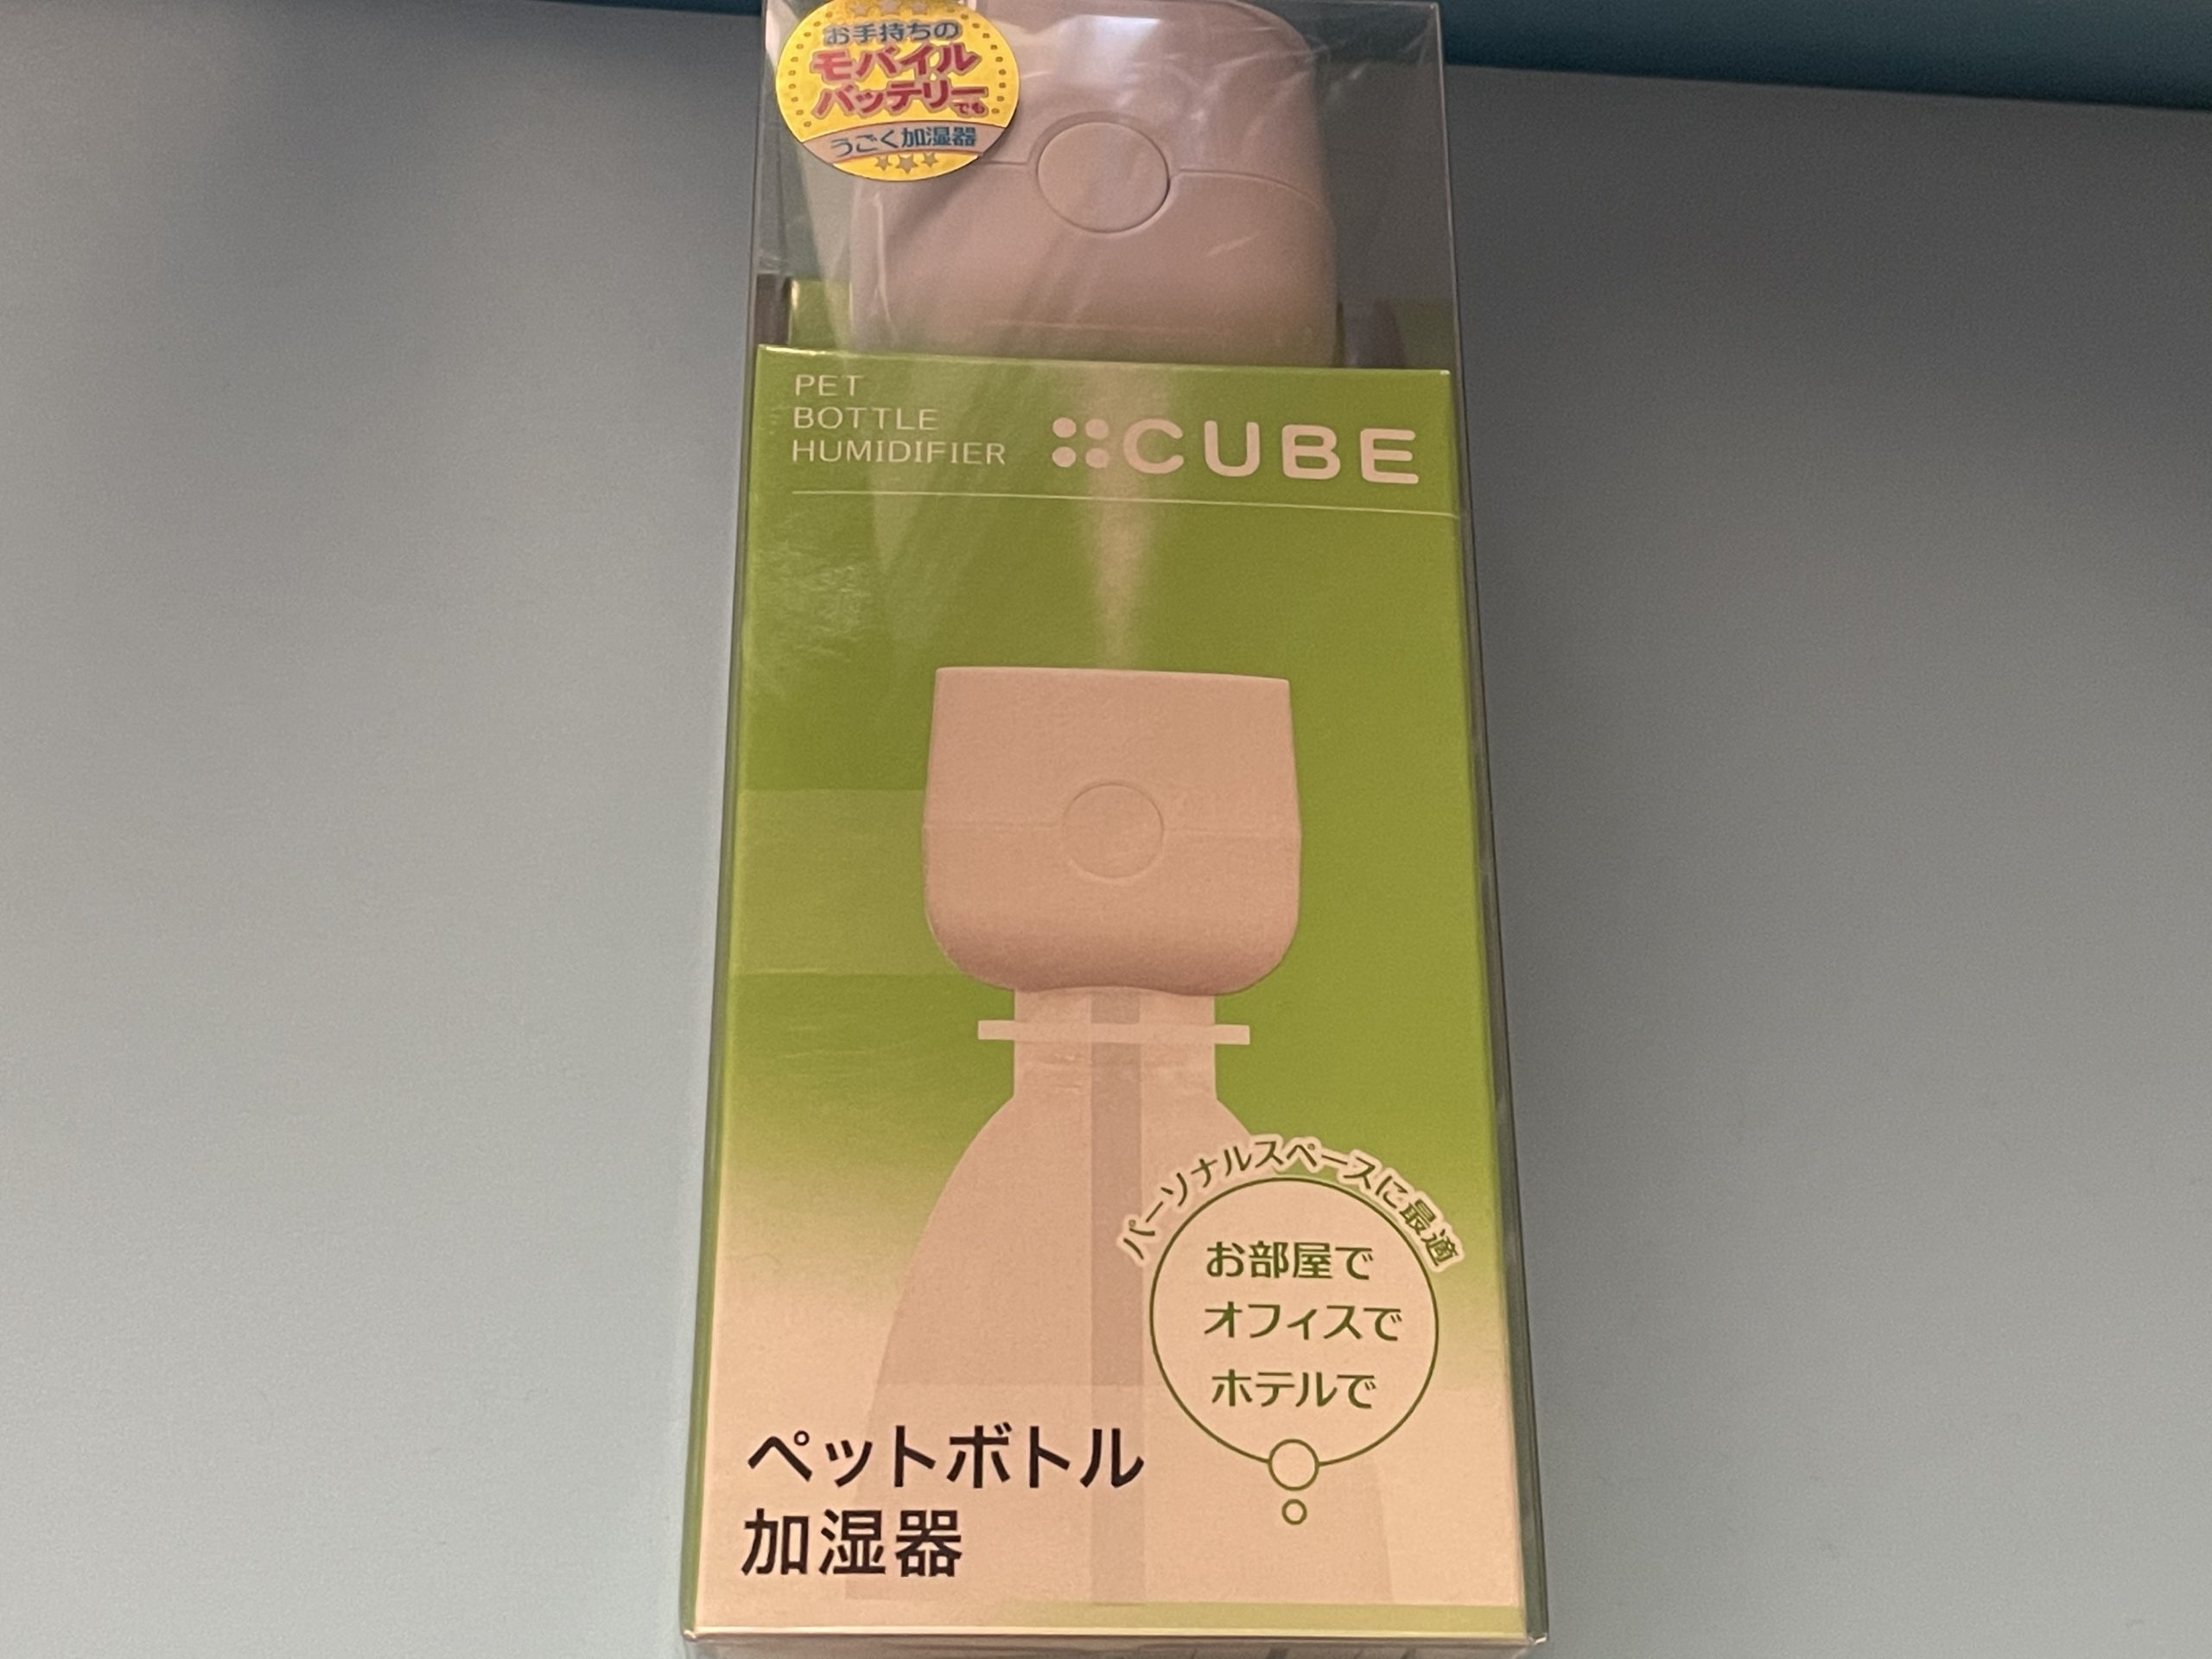 お手持ちの
モバイル
バッテリーでも
うごく加湿器
PET
BOTTLE
HUMIDIFIER
CUBE
パーソナルスペースに最適
お部屋で
オフィスで
ホテルで
ペットボトル
加湿器